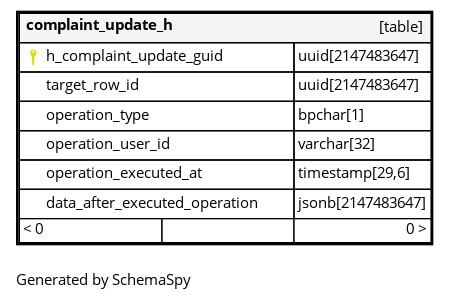 complaint_update_h [table]
h_complaint_update_guid uuid[2147483647]
target_row_id uuid[2147483647]
operation_type bpchar[1]
operation_user_id varchar[32]
operation_executed_at timestamp[29,6]
data_after_executed_operation jsonb[2147483647]
< 0 0 >
Generated by SchemaSpy